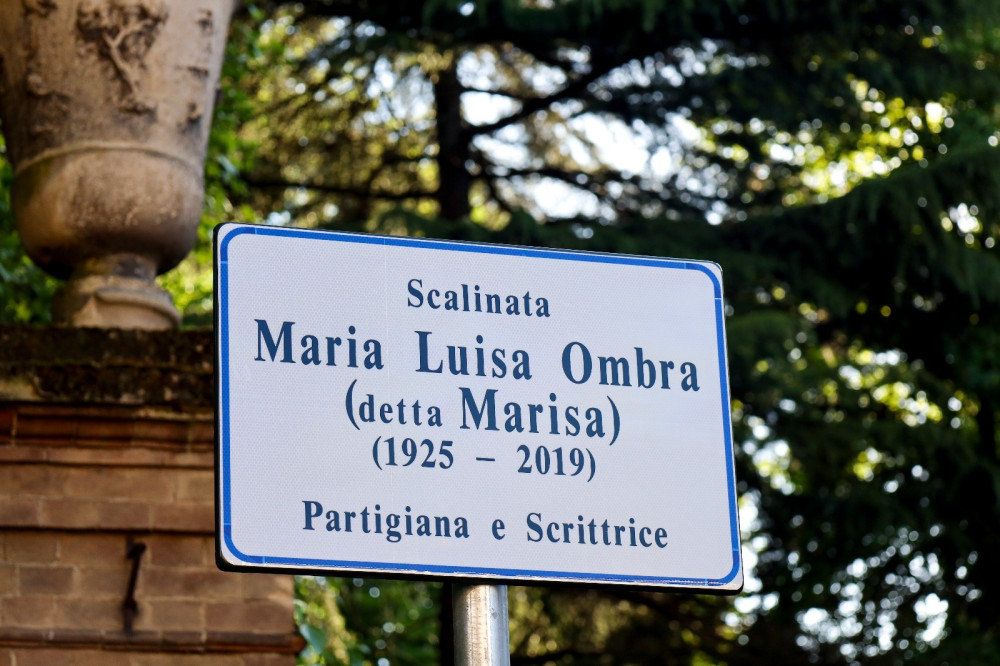 Scalinata
Maria Luisa Ombra
(detta Marisa)
(1925 – 2019)
Partigiana e Scrittrice